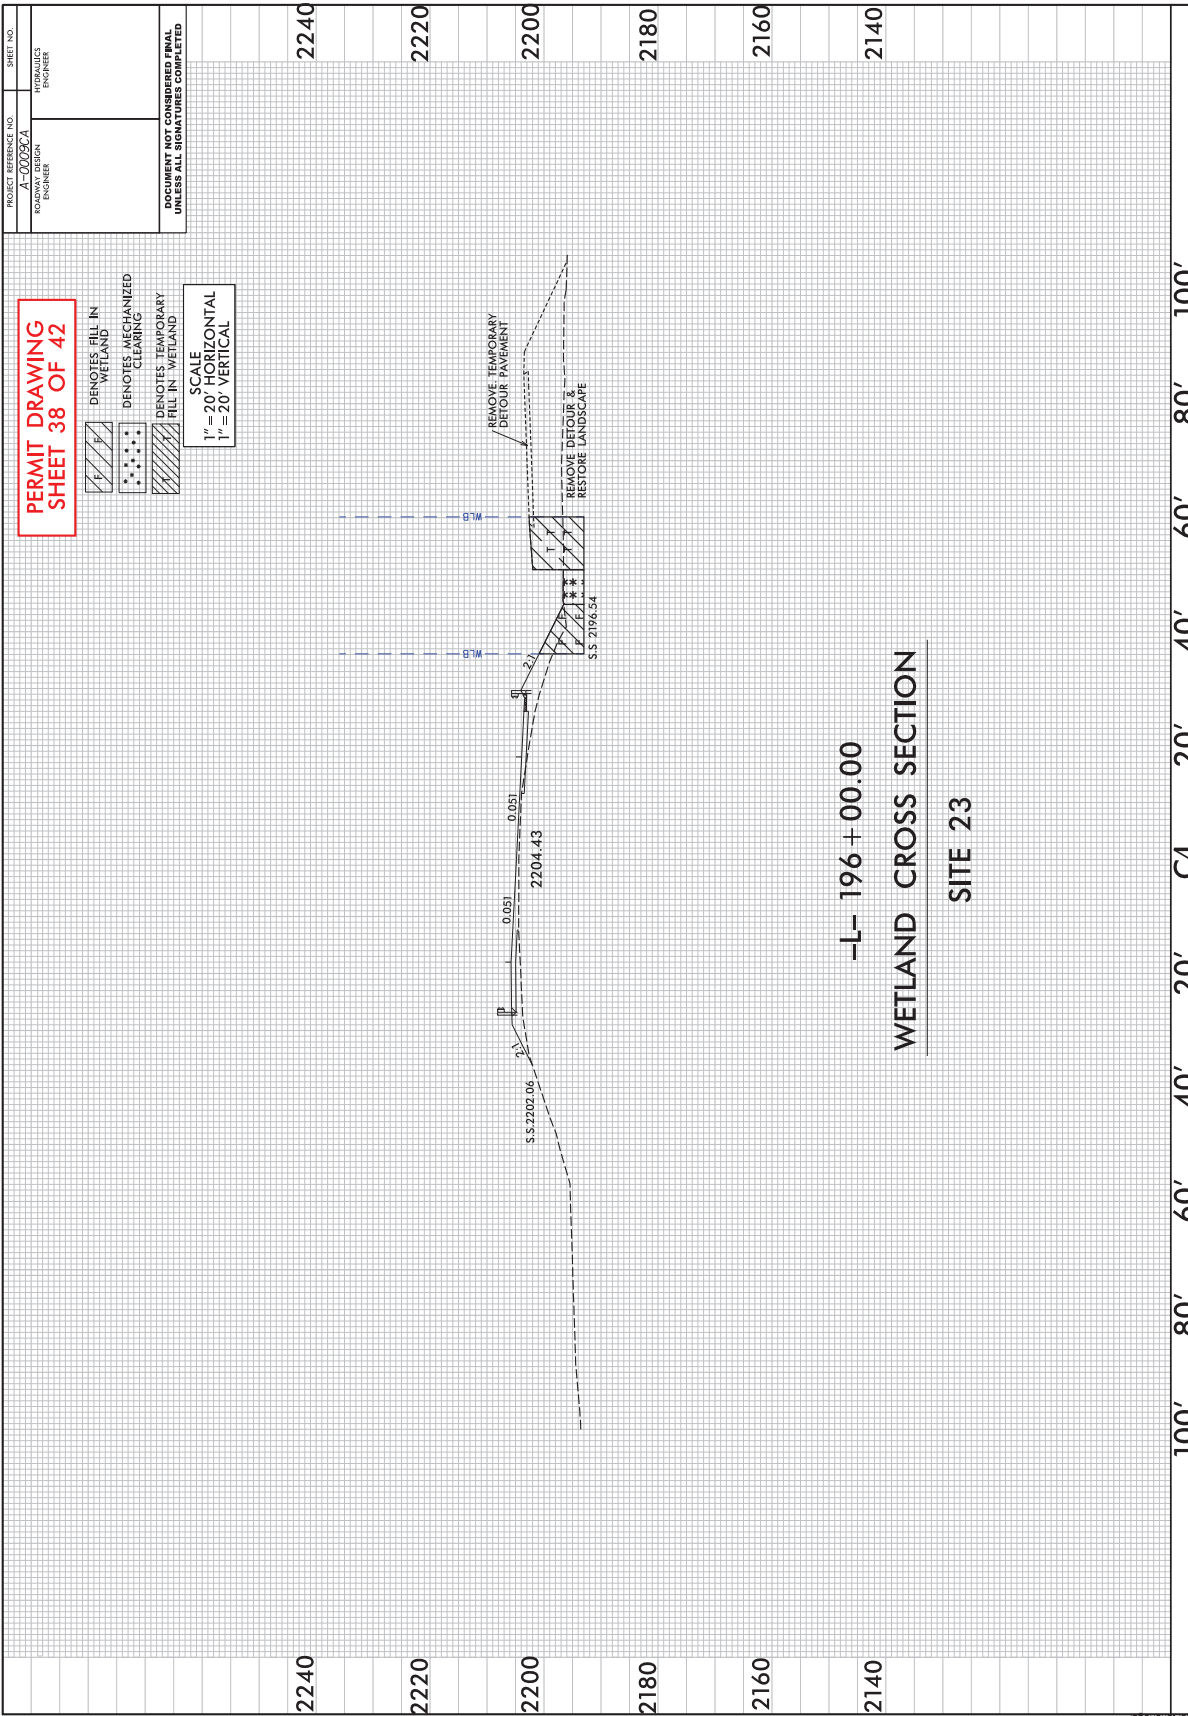 PROJECT REFERENCE NO.
SHEET NO.
A-0009CA
ROADWAY DESIGN
ENGINEER
HYDRAULICS
ENGINEER
DOCUMENT NOT CONSIDERED FINAL
UNLESS ALL SIGNATURES COMPLETED
PERMIT DRAWING
SHEET 38 OF 42
F F
DENOTES FILL IN
WETLAND
DENOTES MECHANIZED
CLEARING
T T
DENOTES TEMPORARY
FILL IN WETLAND
SCALE
1"=20' HORIZONTAL
1"=20' VERTICAL
2240
2240
2220
2220
2200
2200
2180
2180
2160
2160
2140
2140
WLB
WLB
REMOVE TEMPORARY
DETOUR PAVEMENT
REMOVE DETOUR &
RESTORE LANDSCAPE
2:1
0.051
0.051
2:1
S.S.2202.06
2204.43
S.S 2196.54
F F
F F
T T
T T
-L- 196+00.00
WETLAND CROSS SECTION
SITE 23
100' 80' 60' 40' 20' 20' 40' 60' 80' 100'